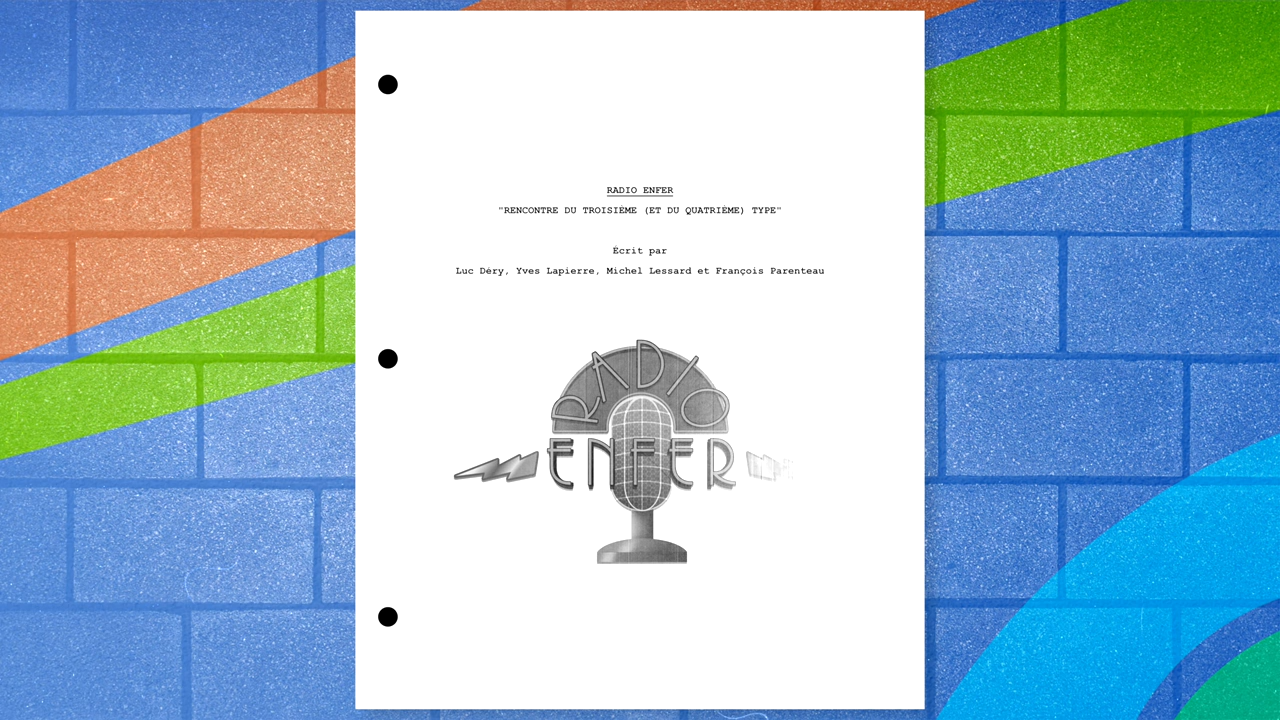 RADIO ENFER
"RENCONTRE DU TROISIÈME (ET DU QUATRIÈME) TYPE"
Écrit par
Luc Déry, Yves Lapierre, Michel Lessard et François Parenteau
RADIO
ENFER